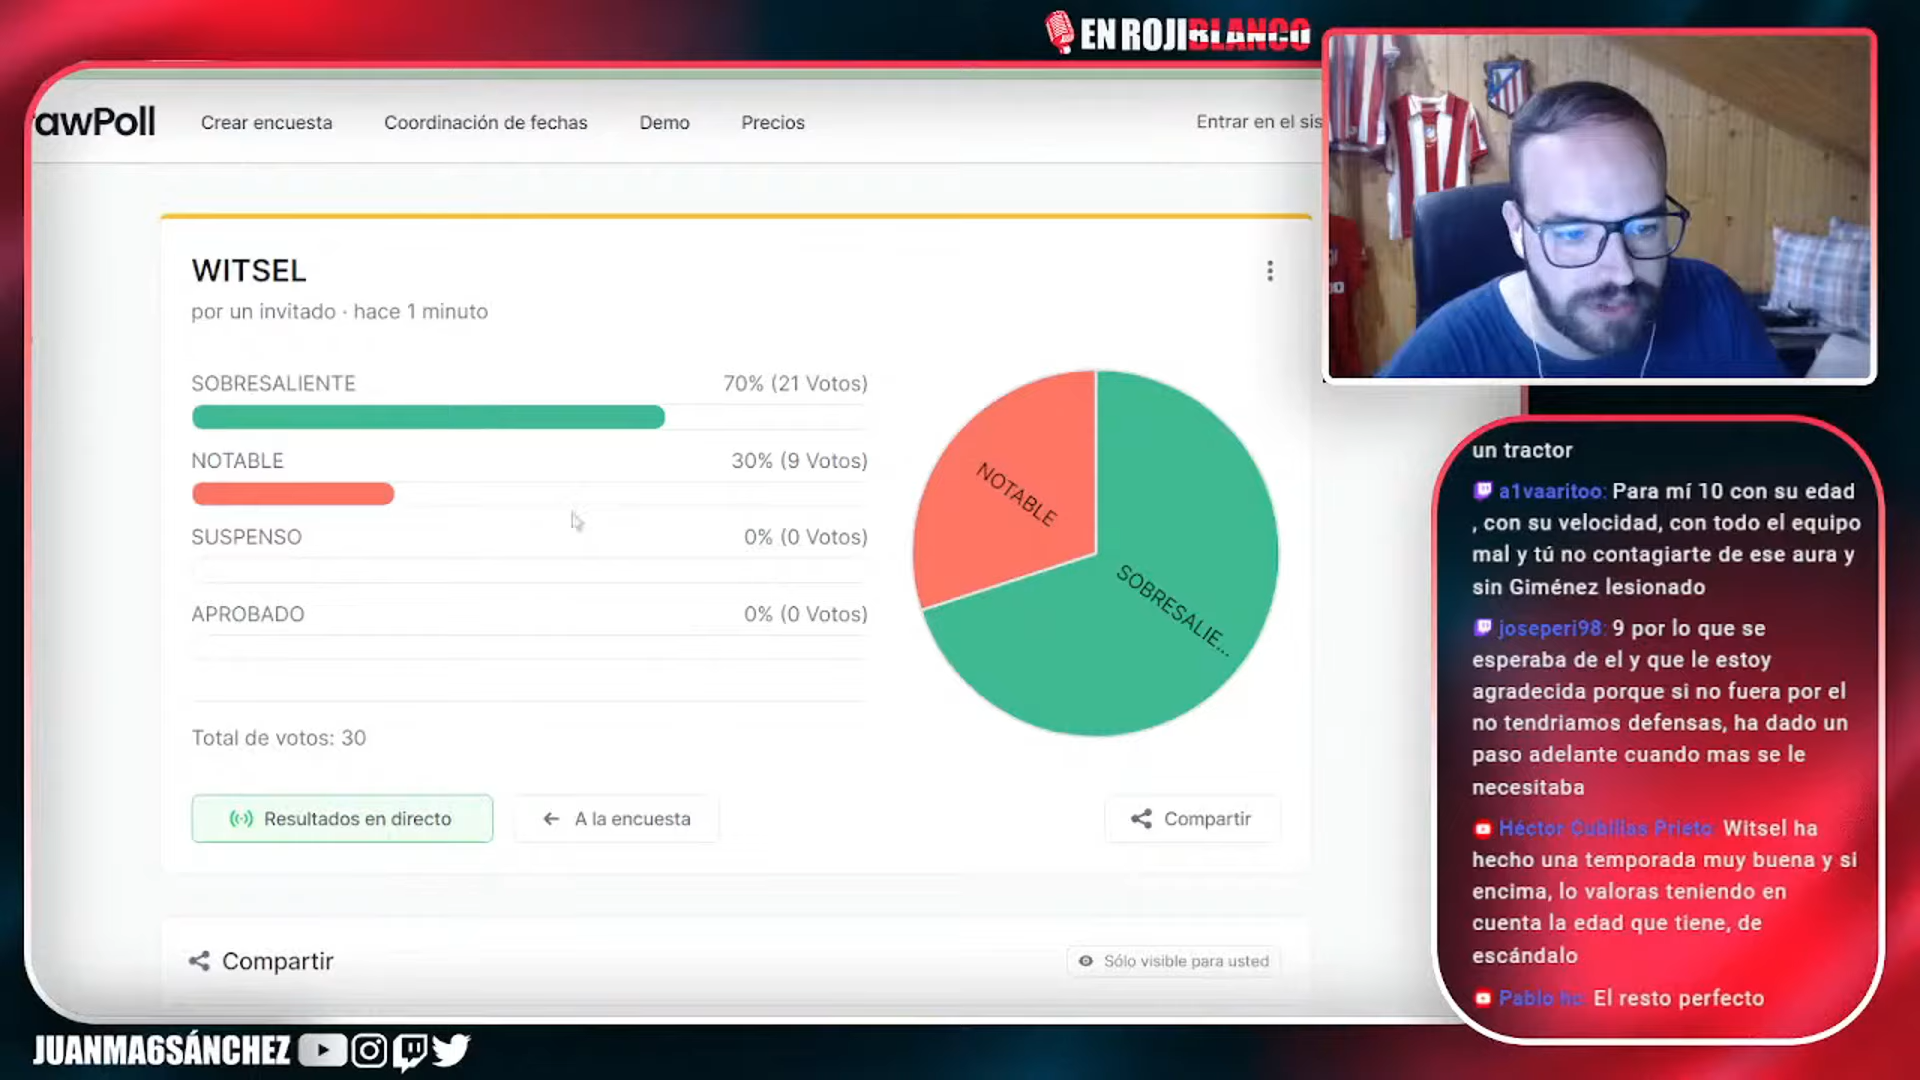 EN ROJIBLANCO
awPoll
Crear encuesta
Coordinación de fechas
Demo
Precios
Entrar en el sis
WITSEL
por un invitado · hace 1 minuto
SOBRESALIENTE
70% (21 Votos)
NOTABLE
30% (9 Votos)
SUSPENSO
0% (0 Votos)
APROBADO
0% (0 Votos)
Total de votos: 30
NOTABLE
SOBRESALIE...
Resultados en directo
A la encuesta
Compartir
Compartir
Sólo visible para usted
un tractor
a1vaaritoo: Para mí 10 con su edad
, con su velocidad, con todo el equipo
mal y tú no contagiarte de ese aura y
sin Giménez lesionado
joseperi98: 9 por lo que se
esperaba de el y que le estoy
agradecida porque si no fuera por el
no tendriamos defensas, ha dado un
paso adelante cuando mas se le
necesitaba
Héctor Cubillas Prieto: Witsel ha
hecho una temporada muy buena y si
encima, lo valoras teniendo en
cuenta la edad que tiene, de
escándalo
Pablo hc: El resto perfecto
JUANMA6SÁNCHEZ